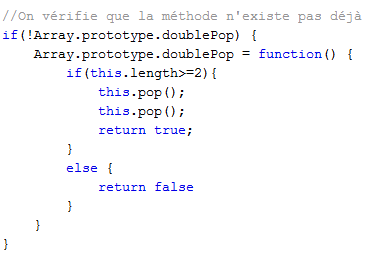 //On vérifie que la méthode n'existe pas déjà
if(!Array.prototype.doublePop) {
    Array.prototype.doublePop = function() {
        if(this.length>=2){
            this.pop();
            this.pop();
            return true;
        }
        else {
            return false
        }
    }
}